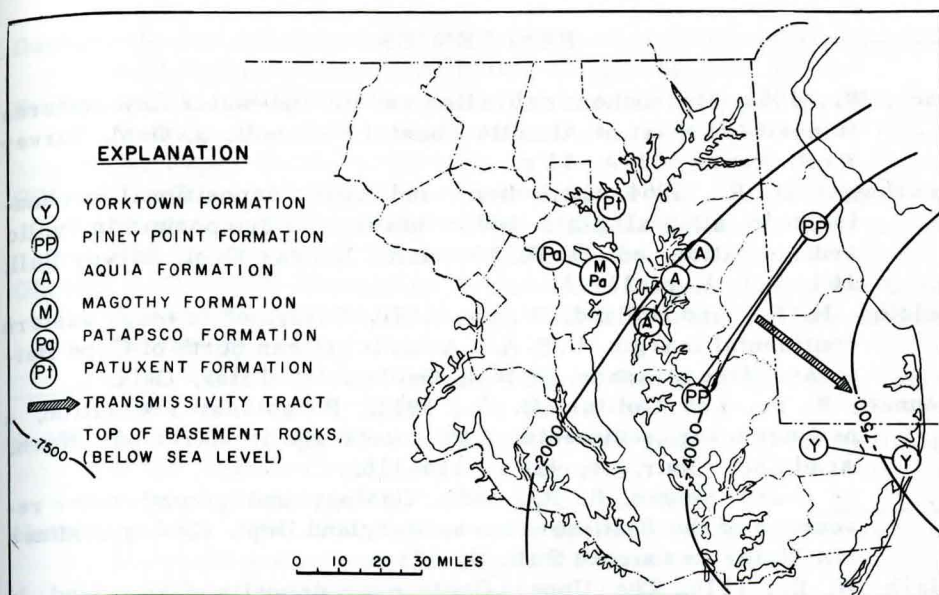 EXPLANATION
Y YORKTOWN FORMATION
PP PINEY POINT FORMATION
A AQUIA FORMATION
M MAGOTHY FORMATION
Pa PATAPSCO FORMATION
Pt PATUXENT FORMATION
TRANSMISSIVITY TRACT
-7500 TOP OF BASEMENT ROCKS
(BELOW SEA LEVEL)
Pt
PP
A
Pa
M
Pa
A
A
PP
-7500
Y
Y
-2000
-4000
0 10 20 30 MILES